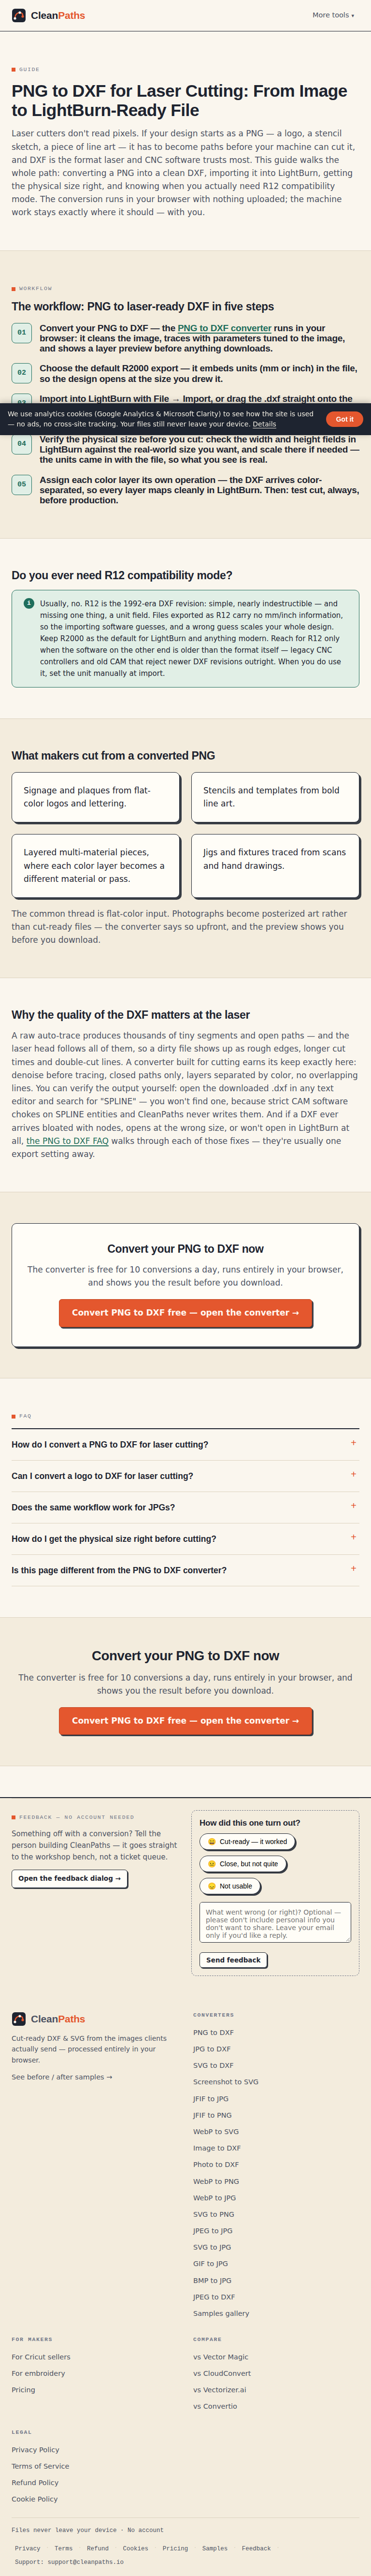 CleanPaths
More tools ▾
GUIDE
PNG to DXF for Laser Cutting: From Image
to LightBurn-Ready File
Laser cutters don't read pixels. If your design starts as a PNG — a logo, a stencil
sketch, a piece of line art — it has to become paths before your machine can cut it,
and DXF is the format laser and CNC software trusts most. This guide walks the
whole path: converting a PNG into a clean DXF, importing it into LightBurn, getting
the physical size right, and knowing when you actually need R12 compatibility
mode. The conversion runs in your browser with nothing uploaded; the machine
work stays exactly where it should — with you.
WORKFLOW
The workflow: PNG to laser-ready DXF in five steps
01
Convert your PNG to DXF — the PNG to DXF converter runs in your
browser: it cleans the image, traces with parameters tuned to the image,
and shows a layer preview before anything downloads.
02
Choose the default R2000 export — it embeds units (mm or inch) in the file,
so the design opens at the size you drew it.
Import into LightBurn with File → Import, or drag the .dxf straight onto the
We use analytics cookies (Google Analytics & Microsoft Clarity) to see how the site is used
— no ads, no cross-site tracking. Your files still never leave your device. Details
Got it
04
Verify the physical size before you cut: check the width and height fields in
LightBurn against the real-world size you want, and scale there if needed —
the units came in with the file, so what you see is real.
05
Assign each color layer its own operation — the DXF arrives color-
separated, so every layer maps cleanly in LightBurn. Then: test cut, always,
before production.
Do you ever need R12 compatibility mode?
i
Usually, no. R12 is the 1992-era DXF revision: simple, nearly indestructible — and
missing one thing, a unit field. Files exported as R12 carry no mm/inch information,
so the importing software guesses, and a wrong guess scales your whole design.
Keep R2000 as the default for LightBurn and anything modern. Reach for R12 only
when the software on the other end is older than the format itself — legacy CNC
controllers and old CAM that reject newer DXF revisions outright. When you do use
it, set the unit manually at import.
What makers cut from a converted PNG
Signage and plaques from flat-
color logos and lettering.
Stencils and templates from bold
line art.
Layered multi-material pieces,
where each color layer becomes a
different material or pass.
Jigs and fixtures traced from scans
and hand drawings.
The common thread is flat-color input. Photographs become posterized art rather
than cut-ready files — the converter says so upfront, and the preview shows you
before you download.
Why the quality of the DXF matters at the laser
A raw auto-trace produces thousands of tiny segments and open paths — and the
laser head follows all of them, so a dirty file shows up as rough edges, longer cut
times and double-cut lines. A converter built for cutting earns its keep exactly here:
denoise before tracing, closed paths only, layers separated by color, no overlapping
lines. You can verify the output yourself: open the downloaded .dxf in any text
editor and search for "SPLINE" — you won't find one, because strict CAM software
chokes on SPLINE entities and CleanPaths never writes them. And if a DXF ever
arrives bloated with nodes, opens at the wrong size, or won't open in LightBurn at
all, the PNG to DXF FAQ walks through each of those fixes — they're usually one
export setting away.
Convert your PNG to DXF now
The converter is free for 10 conversions a day, runs entirely in your browser,
and shows you the result before you download.
Convert PNG to DXF free — open the converter →
FAQ
How do I convert a PNG to DXF for laser cutting?
+
Can I convert a logo to DXF for laser cutting?
+
Does the same workflow work for JPGs?
+
How do I get the physical size right before cutting?
+
Is this page different from the PNG to DXF converter?
+
Convert your PNG to DXF now
The converter is free for 10 conversions a day, runs entirely in your browser, and
shows you the result before you download.
Convert PNG to DXF free — open the converter →
FEEDBACK — NO ACCOUNT NEEDED
Something off with a conversion? Tell the
person building CleanPaths — it goes straight
to the workshop bench, not a ticket queue.
Open the feedback dialog →
How did this one turn out?
😀 Cut-ready — it worked
😐 Close, but not quite
😞 Not usable
What went wrong (or right)? Optional —
please don't include personal info you
don't want to share. Leave your email
only if you'd like a reply.
Send feedback
CleanPaths
Cut-ready DXF & SVG from the images clients
actually send — processed entirely in your
browser.
See before / after samples →
CONVERTERS
PNG to DXF
JPG to DXF
SVG to DXF
Screenshot to SVG
JFIF to JPG
JFIF to PNG
WebP to SVG
Image to DXF
Photo to DXF
WebP to PNG
WebP to JPG
SVG to PNG
JPEG to JPG
SVG to JPG
GIF to JPG
BMP to JPG
JPEG to DXF
Samples gallery
FOR MAKERS
For Cricut sellers
For embroidery
Pricing
COMPARE
vs Vector Magic
vs CloudConvert
vs Vectorizer.ai
vs Convertio
LEGAL
Privacy Policy
Terms of Service
Refund Policy
Cookie Policy
Files never leave your device · No account
Privacy Terms Refund Cookies Pricing Samples Feedback
Support: support@cleanpaths.io